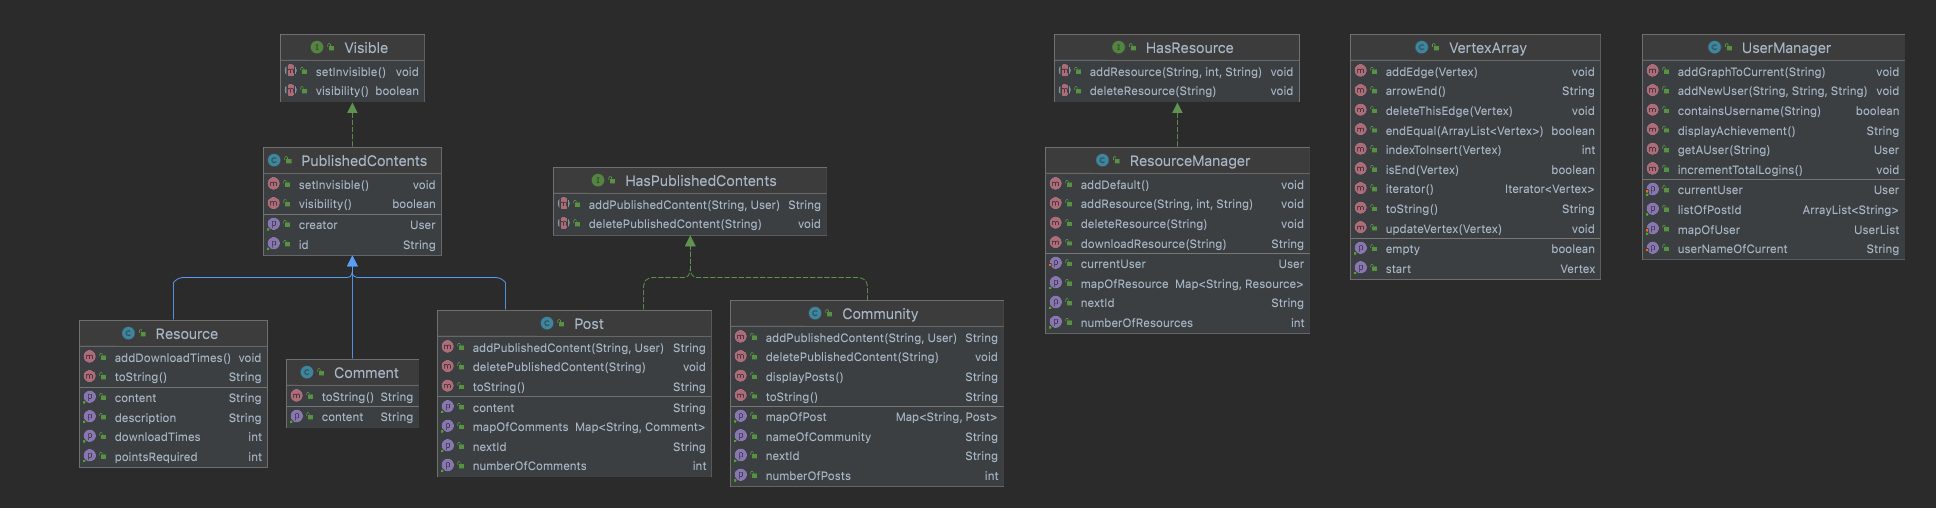 Visible
setInvisible() void
visibility() boolean
PublishedContents
setInvisible() void
visibility() boolean
creator User
id String
Resource
addDownloadTimes() void
toString() String
content String
description String
downloadTimes int
pointsRequired int
Comment
toString() String
content String
HasPublishedContents
addPublishedContent(String, User) String
deletePublishedContent(String) void
Post
addPublishedContent(String, User) String
deletePublishedContent(String) void
toString() String
content String
mapOfComments Map<String, Comment>
nextId String
numberOfComments int
Community
addPublishedContent(String, User) String
deletePublishedContent(String) void
displayPosts() String
toString() String
mapOfPost Map<String, Post>
nameOfCommunity String
nextId String
numberOfPosts int
HasResource
addResource(String, int, String) void
deleteResource(String) void
ResourceManager
addDefault() void
addResource(String, int, String) void
deleteResource(String) void
downloadResource(String) String
currentUser User
mapOfResource Map<String, Resource>
nextId String
numberOfResources int
VertexArray
addEdge(Vertex) void
arrowEnd() String
deleteThisEdge(Vertex) void
endEqual(ArrayList<Vertex>) boolean
indexToInsert(Vertex) int
isEnd(Vertex) boolean
iterator() Iterator<Vertex>
toString() String
updateVertex(Vertex) void
empty boolean
start Vertex
UserManager
addGraphToCurrent(String) void
addNewUser(String, String, String) void
containsUsername(String) boolean
displayAchievement() String
getAUser(String) User
incrementTotalLogins() void
currentUser User
listOfPostId ArrayList<String>
mapOfUser UserList
userNameOfCurrent String